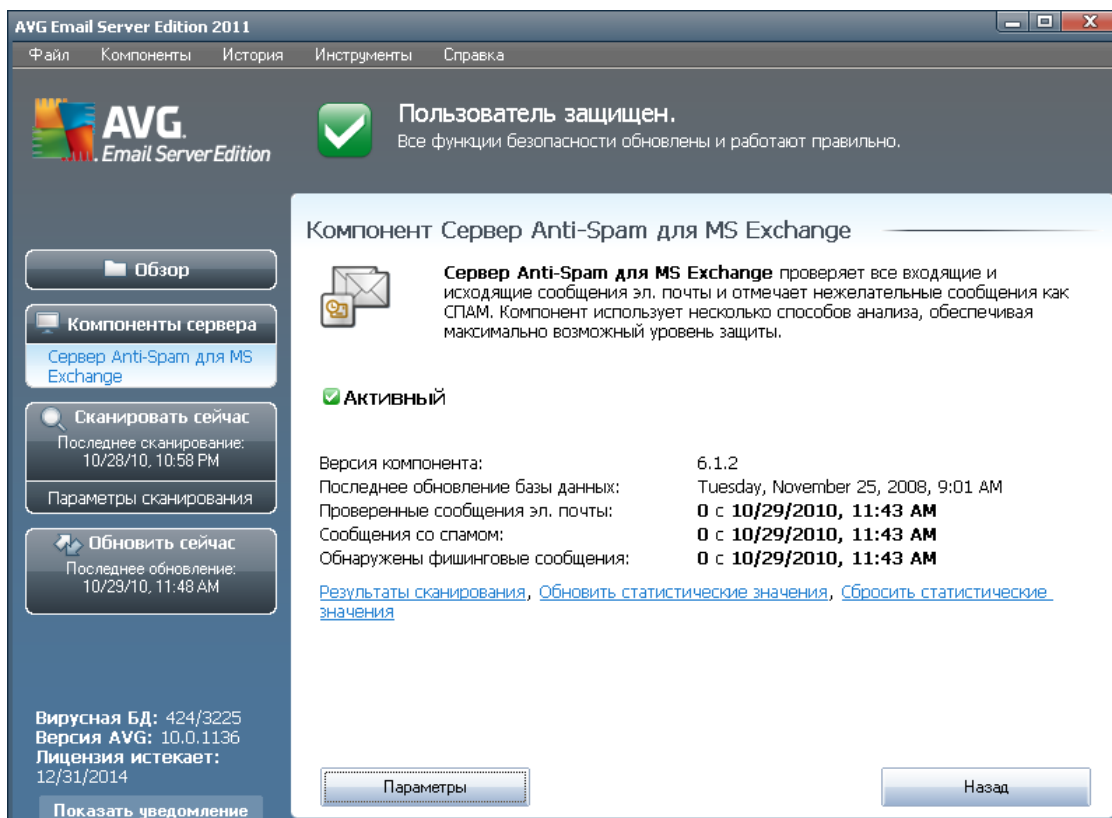 AVG Email Server Edition 2011
Файл Компоненты История Инструменты Справка
AVG.
Email Server Edition
Пользователь защищен.
Все функции безопасности обновлены и работают правильно.
Обзор
Компоненты сервера
Сервер Anti-Spam для MS
Exchange
Сканировать сейчас
Последнее сканирование:
10/28/10, 10:58 PM
Параметры сканирования
Обновить сейчас
Последнее обновление:
10/29/10, 11:48 AM
Вирусная БД: 424/3225
Версия AVG: 10.0.1136
Лицензия истекает:
12/31/2014
Показать уведомление
Компонент Сервер Anti-Spam для MS Exchange
Сервер Anti-Spam для MS Exchange проверяет все входящие и
исходящие сообщения эл. почты и отмечает нежелательные сообщения как
СПАМ. Компонент использует несколько способов анализа, обеспечивая
максимально возможный уровень защиты.
Активный
Версия компонента: 6.1.2
Последнее обновление базы данных: Tuesday, November 25, 2008, 9:01 AM
Проверенные сообщения эл. почты: 0 с 10/29/2010, 11:43 AM
Сообщения со спамом: 0 с 10/29/2010, 11:43 AM
Обнаружены фишинговые сообщения: 0 с 10/29/2010, 11:43 AM
Результаты сканирования, Обновить статистические значения, Сбросить статистические
значения
Параметры Назад